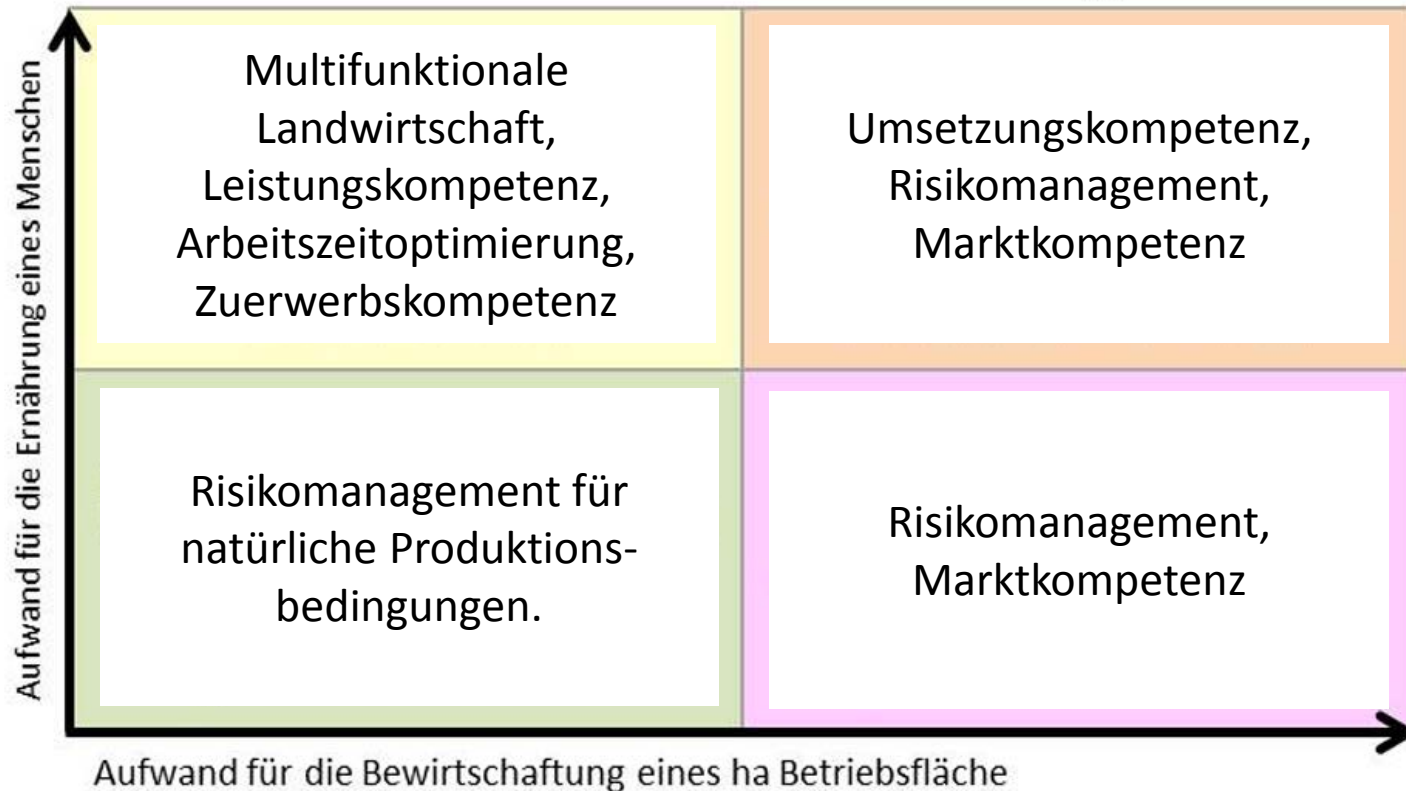 Aufwand für die Ernährung eines Menschen
Multifunktionale
Landwirtschaft,
Leistungskompetenz,
Arbeitszeitoptimierung,
Zuerwerbskompetenz
Umsetzungskompetenz,
Risikomanagement,
Marktkompetenz
Risikomanagement für
natürliche Produktions-
bedingungen.
Risikomanagement,
Marktkompetenz
Aufwand für die Bewirtschaftung eines ha Betriebsfläche